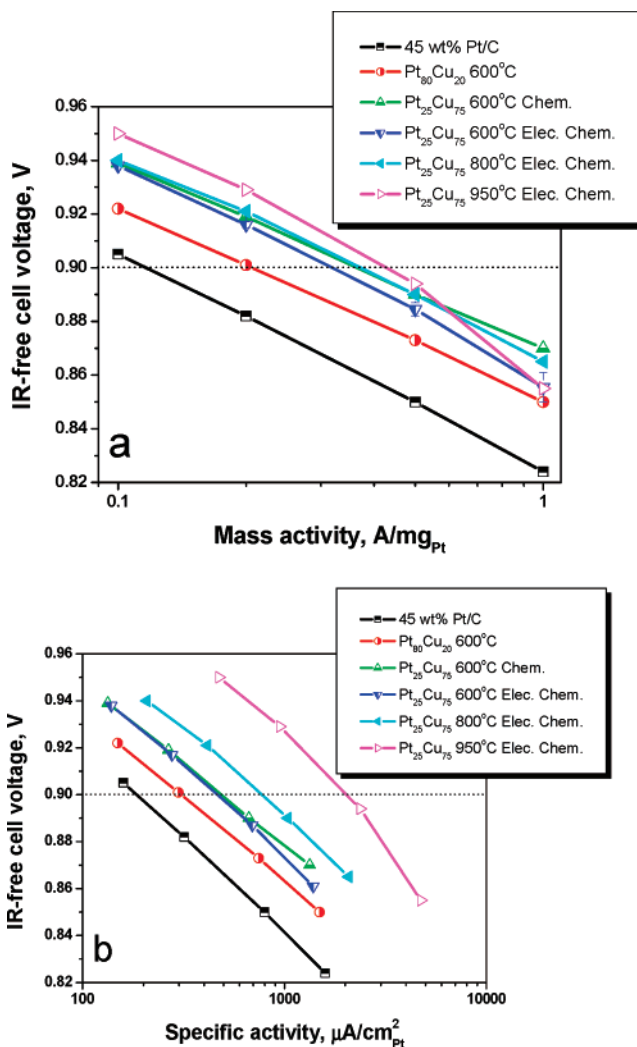 45 wt% Pt/C
Pt80Cu20 600°C
Pt25Cu75 600°C Chem.
Pt25Cu75 600°C Elec. Chem.
Pt25Cu75 800°C Elec. Chem.
Pt25Cu75 950°C Elec. Chem.
0.96
0.94
0.92
0.90
0.88
0.86
0.84
0.82
IR-free cell voltage, V
a
0.1
1
Mass activity, A/mgPt
45 wt% Pt/C
Pt80Cu20 600°C
Pt25Cu75 600°C Chem.
Pt25Cu75 600°C Elec. Chem.
Pt25Cu75 800°C Elec. Chem.
Pt25Cu75 950°C Elec. Chem.
0.96
0.94
0.92
0.90
0.88
0.86
0.84
0.82
IR-free cell voltage, V
b
100
1000
10000
Specific activity, μA/cm²Pt